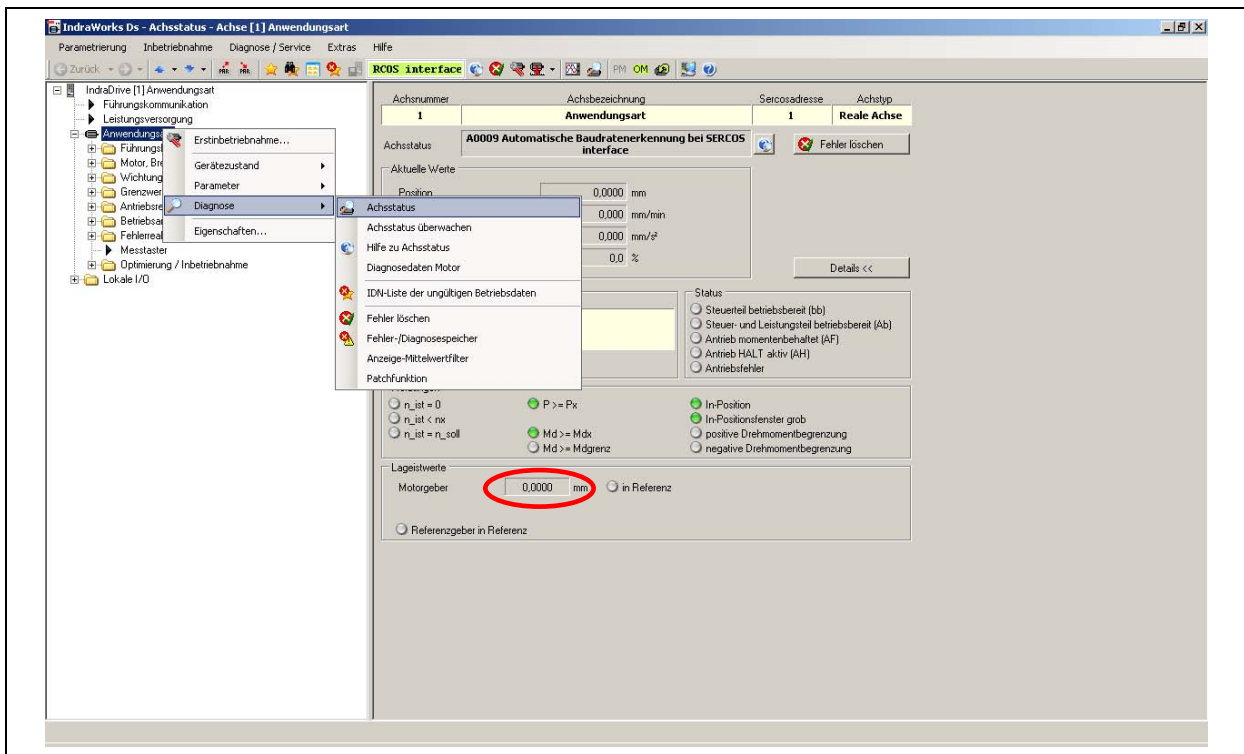 IndraWorks Ds - Achsstatus - Achse [1] Anwendungsart
Parametrierung Inbetriebnahme Diagnose / Service Extras Hilfe
Zurück RCOS interface PM OM
IndraDrive [1] Anwendungsart
Führungskommunikation
Leistungsversorgung
Anwendungsa
Führungsl
Motor, Bre
Wichtung
Grenzwer
Antriebsre
Betriebsar
Fehlerreal
Messtaster
Optimierung / Inbetriebnahme
Lokale I/O
Erstinbetriebnahme...
Gerätezustand
Parameter
Diagnose
Eigenschaften...
Achsstatus
Achsstatus überwachen
Hilfe zu Achsstatus
Diagnosedaten Motor
IDN-Liste der ungültigen Betriebsdaten
Fehler löschen
Fehler-/Diagnosespeicher
Anzeige-Mittelwertfilter
Patchfunktion
Achsnummer Achsbezeichnung Sercosadresse Achstyp
1 Anwendungsart 1 Reale Achse
Achsstatus A0009 Automatische Baudratenerkennung bei SERCOS interface Fehler löschen
Aktuelle Werte
Position 0,0000 mm
0,000 mm/min
0,000 mm/s²
0,0 %
Details <<
Status
Steuerteil betriebsbereit (bb)
Steuer- und Leistungsteil betriebsbereit (Ab)
Antrieb momentenbehaftet (AF)
Antrieb HALT aktiv (AH)
Antriebsfehler
n_ist = 0 P >= Px In-Position
n_ist < nx In-Positionsfenster grob
n_ist = n_soll Md >= Mdx positive Drehmomentbegrenzung
Md >= Mdgrenz negative Drehmomentbegrenzung
Lageistwerte
Motorgeber 0,0000 mm in Referenz
Referenzgeber in Referenz